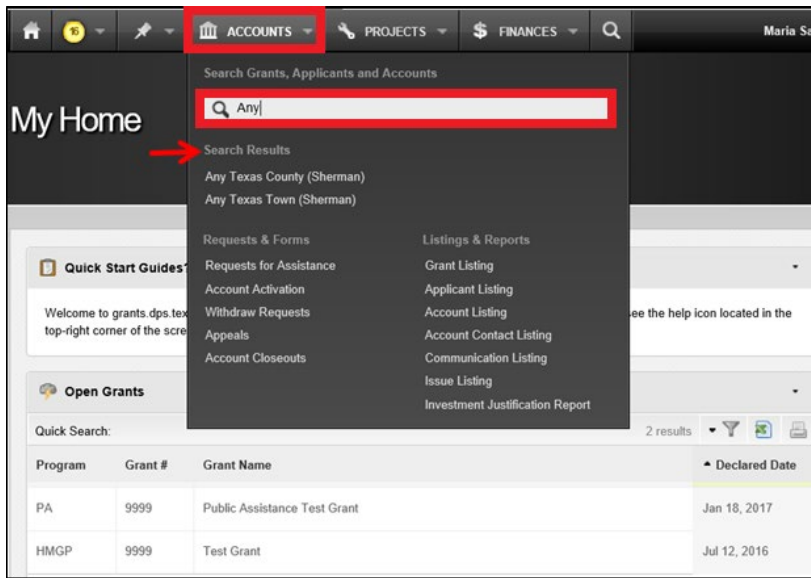 16 ACCOUNTS PROJECTS $ FINANCES Maria Sa
Search Grants, Applicants and Accounts
Any
My Home
Search Results
Any Texas County (Sherman)
Any Texas Town (Sherman)
Requests & Forms
Requests for Assistance
Account Activation
Withdraw Requests
Appeals
Account Closeouts
Listings & Reports
Grant Listing
Applicant Listing
Account Listing
Account Contact Listing
Communication Listing
Issue Listing
Investment Justification Report
Quick Start Guides?
Welcome to grants.dps.tex ee the help icon located in the
top-right corner of the scre
Open Grants
Quick Search: 2 results
Program Grant # Grant Name Declared Date
PA 9999 Public Assistance Test Grant Jan 18, 2017
HMGP 9999 Test Grant Jul 12, 2016